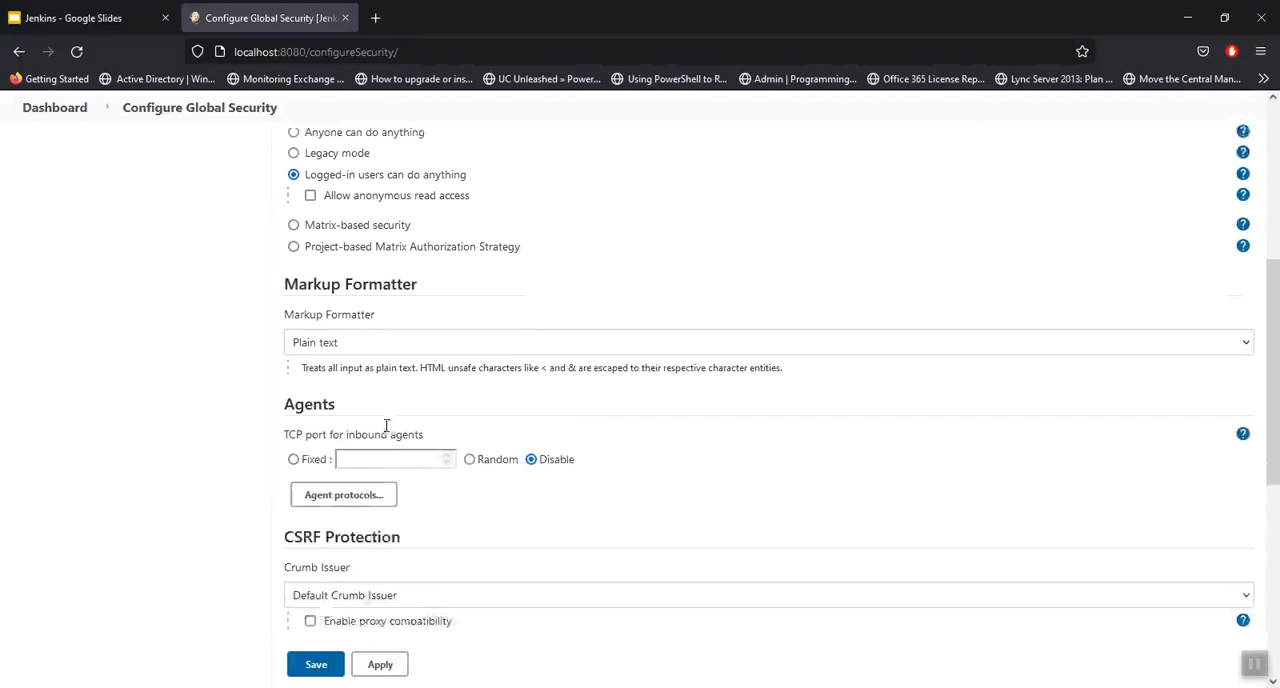 Jenkins - Google Slides
Configure Global Security [Jenk
localhost:8080/configureSecurity/
Getting Started
Active Directory | Win...
Monitoring Exchange ...
How to upgrade or ins...
UC Unleashed » Power...
Using PowerShell to R...
Admin | Programming...
Office 365 License Rep...
Lync Server 2013: Plan ...
Move the Central Man...
Dashboard
Configure Global Security
Anyone can do anything
Legacy mode
Logged-in users can do anything
Allow anonymous read access
Matrix-based security
Project-based Matrix Authorization Strategy
Markup Formatter
Markup Formatter
Plain text
Treats all input as plain text. HTML unsafe characters like < and & are escaped to their respective character entities.
Agents
TCP port for inbound agents
Fixed : Random Disable
Agent protocols...
CSRF Protection
Crumb Issuer
Default Crumb Issuer
Enable proxy compatibility
Save Apply